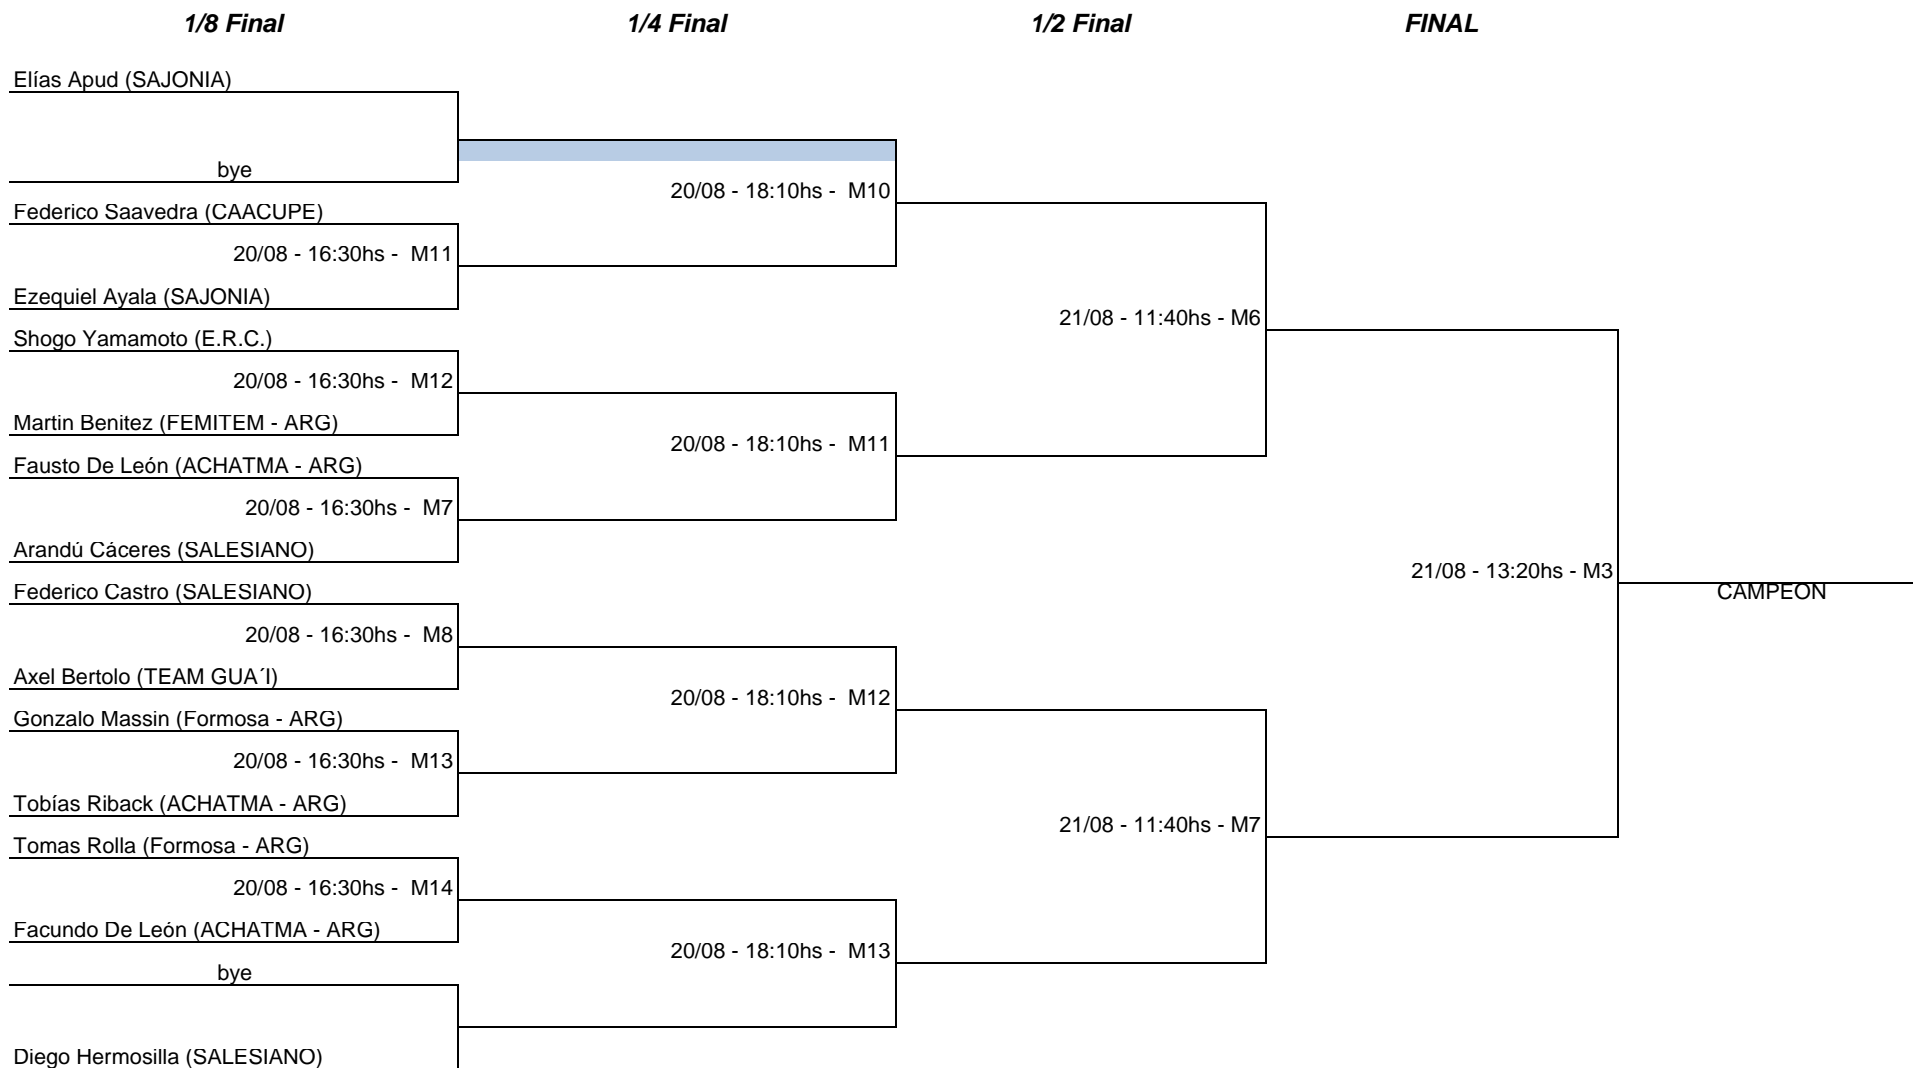 1/8 Final
1/4 Final
1/2 Final
FINAL
Elías Apud (SAJONIA)
bye
20/08 - 18:10hs - M10
Federico Saavedra (CAACUPE)
20/08 - 16:30hs - M11
Ezequiel Ayala (SAJONIA)
21/08 - 11:40hs - M6
Shogo Yamamoto (E.R.C.)
20/08 - 16:30hs - M12
Martin Benitez (FEMITEM - ARG)
20/08 - 18:10hs - M11
Fausto De León (ACHATMA - ARG)
20/08 - 16:30hs - M7
Arandú Cáceres (SALESIANO)
21/08 - 13:20hs - M3
CAMPEON
Federico Castro (SALESIANO)
20/08 - 16:30hs - M8
Axel Bertolo (TEAM GUA´I)
20/08 - 18:10hs - M12
Gonzalo Massin (Formosa - ARG)
20/08 - 16:30hs - M13
Tobías Riback (ACHATMA - ARG)
21/08 - 11:40hs - M7
Tomas Rolla (Formosa - ARG)
20/08 - 16:30hs - M14
Facundo De León (ACHATMA - ARG)
20/08 - 18:10hs - M13
bye
Diego Hermosilla (SALESIANO)